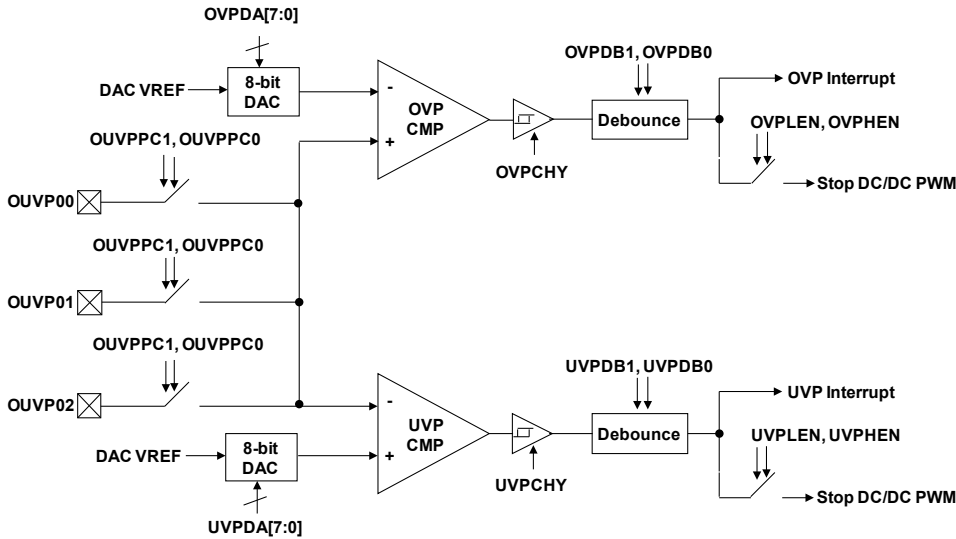 OVPDA[7:0]
DAC VREF
8-bit
DAC
-
+
OVP
CMP
OVPCHY
OVPDB1, OVPDB0
Debounce
OVP Interrupt
OVPLEN, OVPHEN
Stop DC/DC PWM
OUVPPC1, OUVPPC0
OUVP00
OUVPPC1, OUVPPC0
OUVP01
OUVPPC1, OUVPPC0
OUVP02
DAC VREF
8-bit
DAC
UVPDA[7:0]
-
+
UVP
CMP
UVPCHY
UVPDB1, UVPDB0
Debounce
UVP Interrupt
UVPLEN, UVPHEN
Stop DC/DC PWM